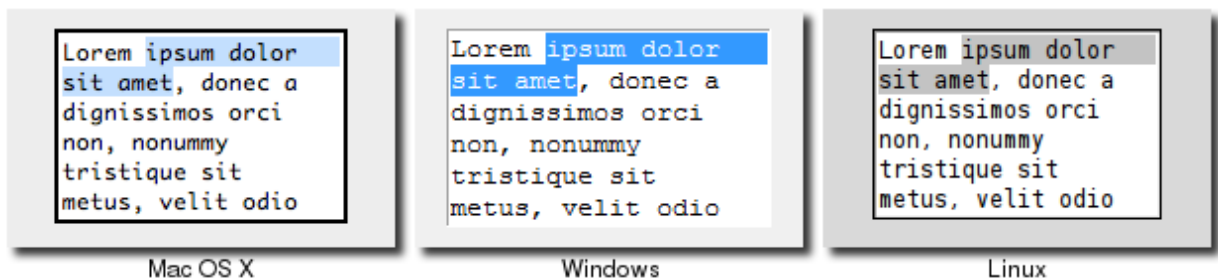 Lorem ipsum dolor
sit amet, donec a
dignissimos orci
non, nonummy
tristique sit
metus, velit odio
Mac OS X
Lorem ipsum dolor
sit amet, donec a
dignissimos orci
non, nonummy
tristique sit
metus, velit odio
Windows
Lorem ipsum dolor
sit amet, donec a
dignissimos orci
non, nonummy
tristique sit
metus, velit odio
Linux